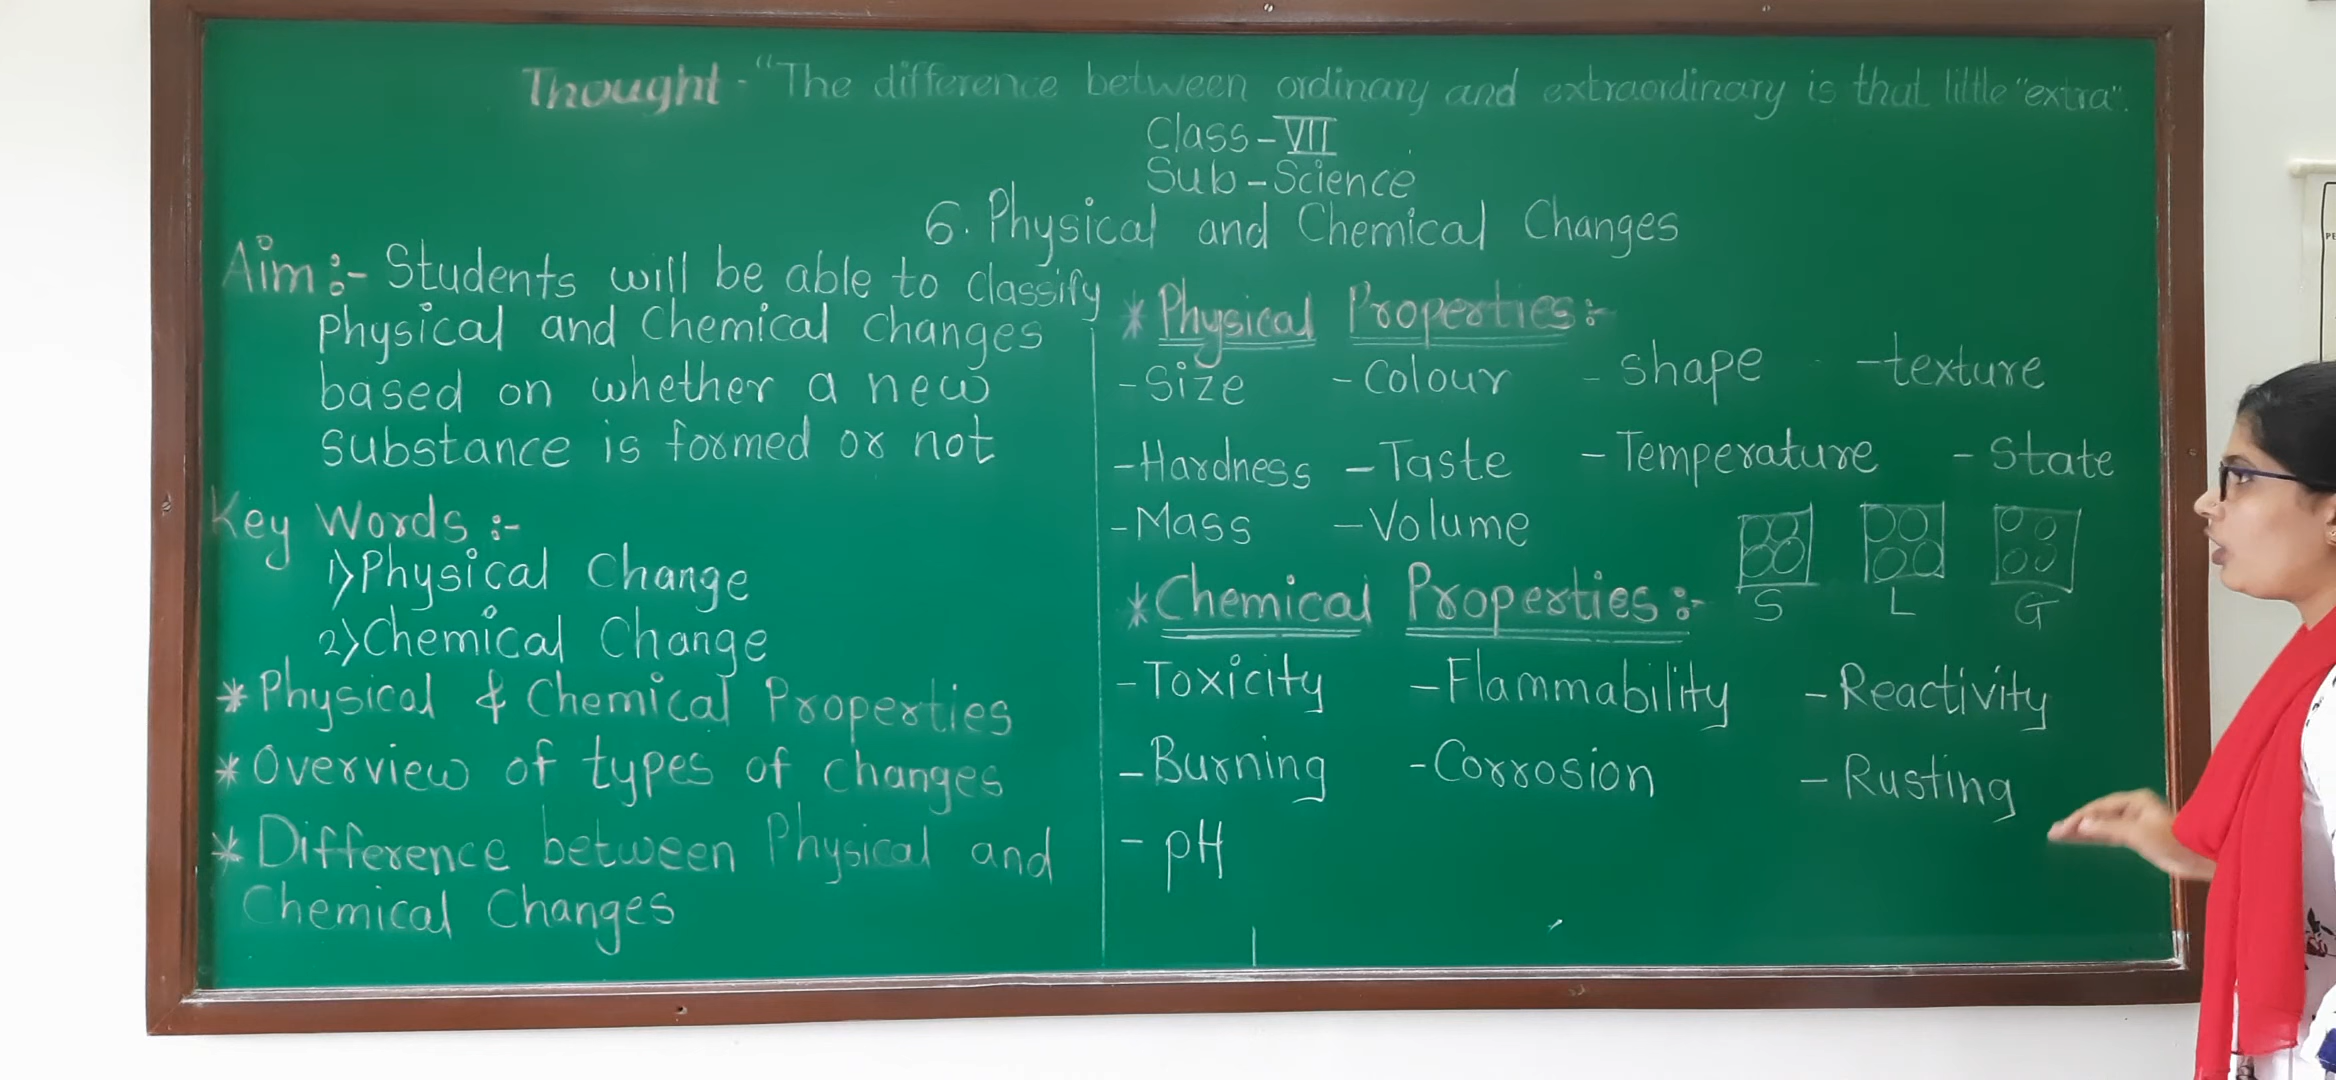 Thought - "The difference between ordinary and extraordinary is that little "extra".
Class - VII
Sub - Science
6. Physical and Chemical Changes
Aim :- Students will be able to classify
Physical and Chemical changes
based on whether a new
substance is formed or not
Key Words :-
1) Physical Change
2) Chemical Change
* Physical & Chemical Properties
* Overview of types of changes
* Difference between Physical and
Chemical Changes
* Physical Properties :-
- Size - Colour - shape - texture
- Hardness - Taste - Temperature - State
- Mass - Volume
S L G
* Chemical Properties :-
- Toxicity - Flammability - Reactivity
- Burning - Corrosion - Rusting
- pH